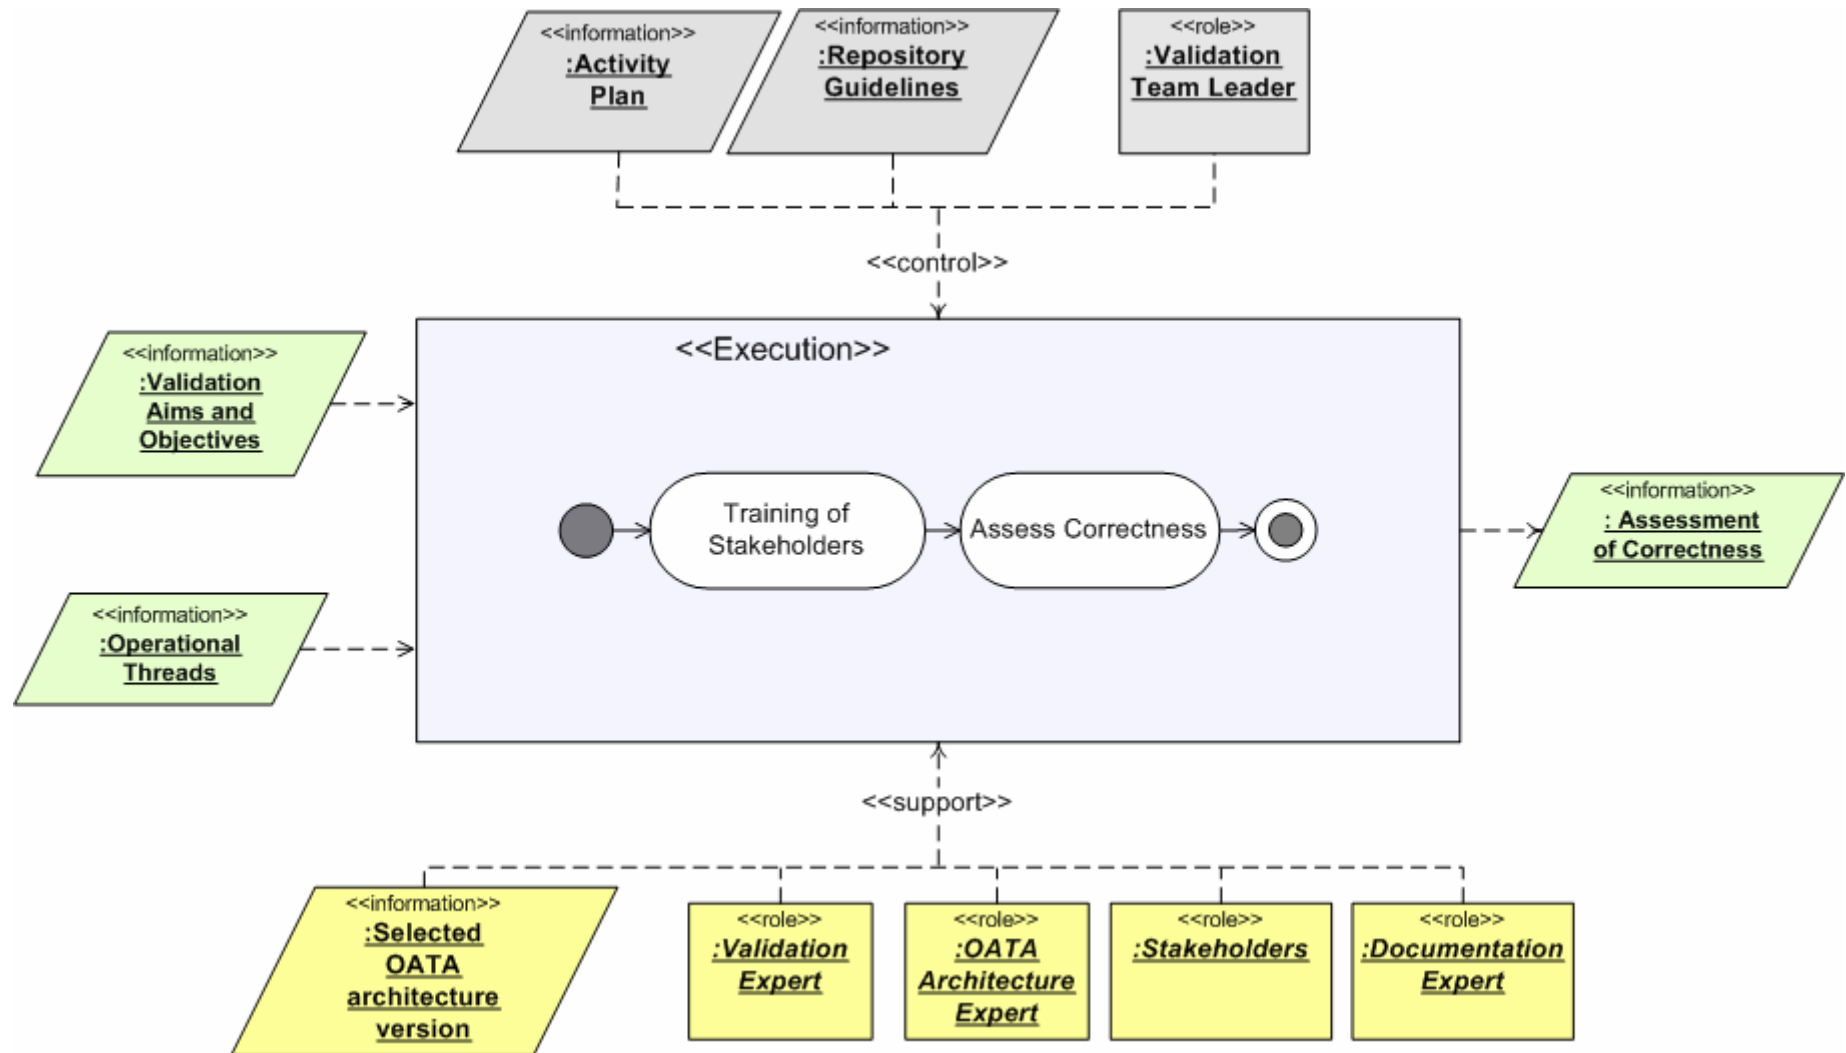 <<information>>
:Activity
Plan
<<information>>
:Repository
Guidelines
<<role>>
:Validation
Team Leader
<<control>>
<<Execution>>
<<information>>
:Validation
Aims and
Objectives
Training of
Stakeholders
Assess Correctness
<<information>>
: Assessment
of Correctness
<<information>>
:Operational
Threads
<<support>>
<<information>>
:Selected
OATA
architecture
version
<<role>>
:Validation
Expert
<<role>>
:OATA
Architecture
Expert
<<role>>
:Stakeholders
<<role>>
:Documentation
Expert